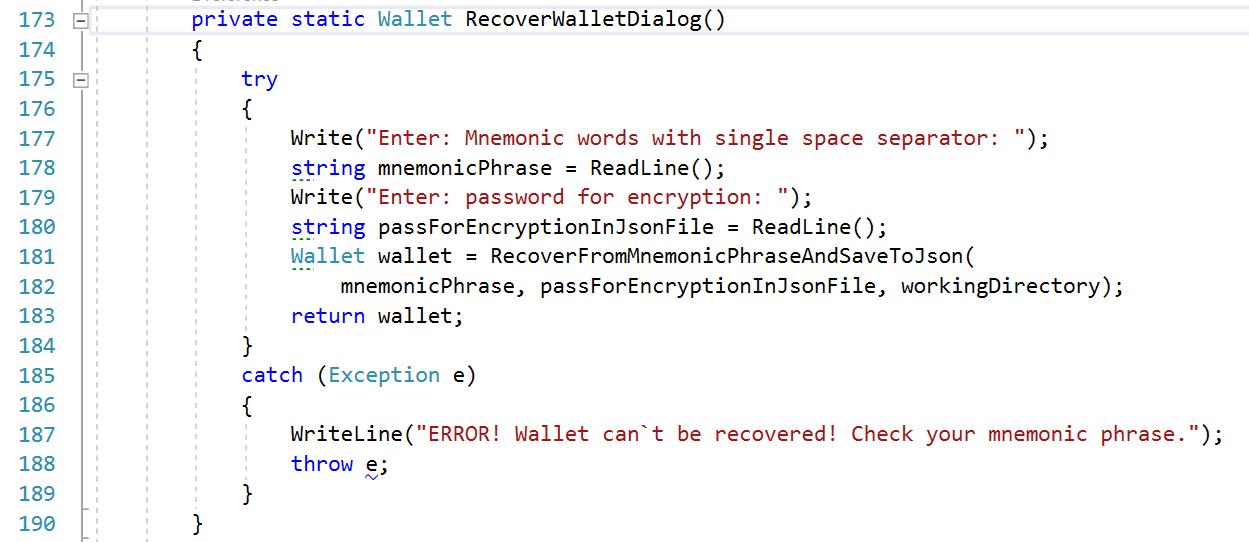 173 private static Wallet RecoverWalletDialog()
174 {
175 try
176 {
177 Write("Enter: Mnemonic words with single space separator: ");
178 string mnemonicPhrase = ReadLine();
179 Write("Enter: password for encryption: ");
180 string passForEncryptionInJsonFile = ReadLine();
181 Wallet wallet = RecoverFromMnemonicPhraseAndSaveToJson(
182 mnemonicPhrase, passForEncryptionInJsonFile, workingDirectory);
183 return wallet;
184 }
185 catch (Exception e)
186 {
187 WriteLine("ERROR! Wallet can`t be recovered! Check your mnemonic phrase.");
188 throw e;
189 }
190 }